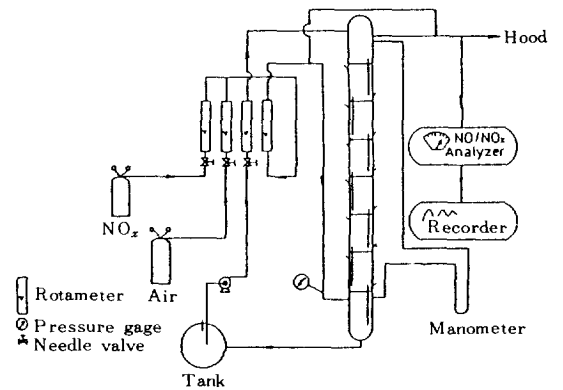 Hood
NO/NOx
Analyzer
Recorder
NOx
Air
Rotameter
Pressure gage
Needle valve
Manometer
Tank